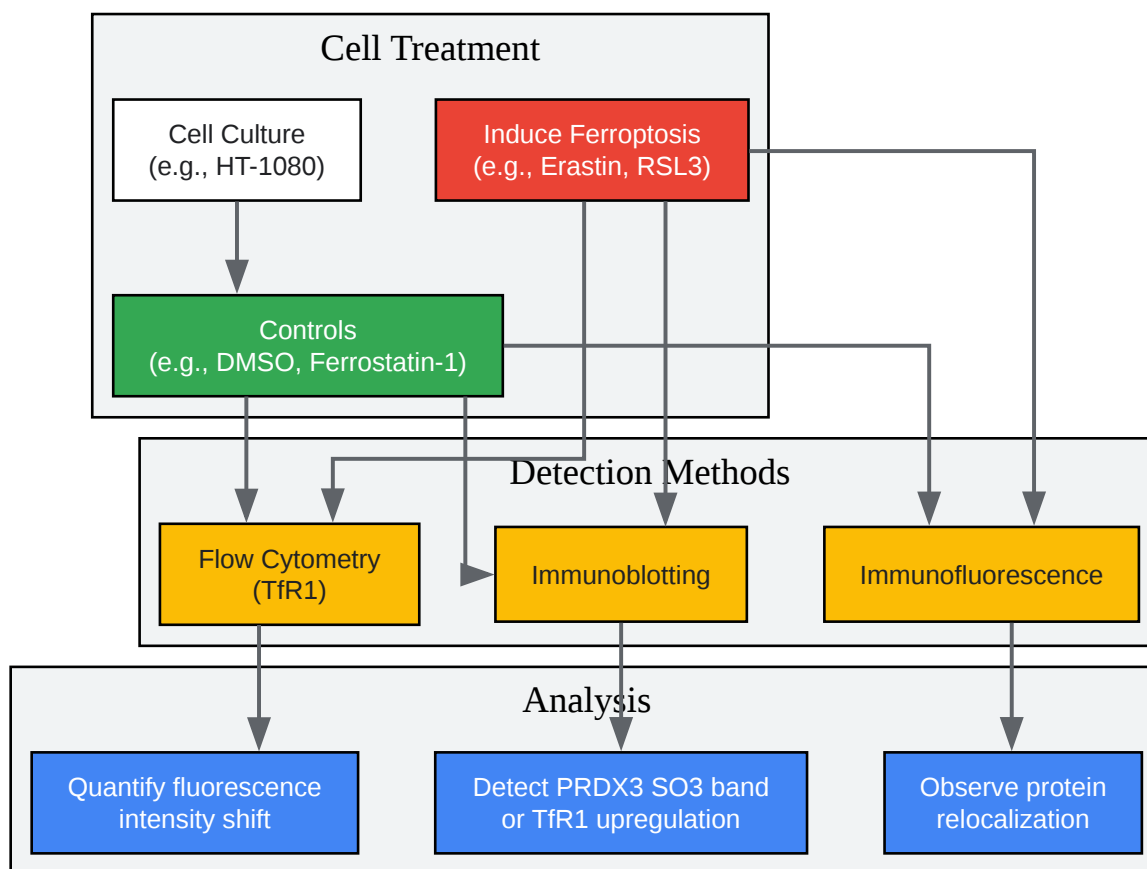 Cell Treatment
Cell Culture
(e.g., HT-1080)
Induce Ferroptosis
(e.g., Erastin, RSL3)
Controls
(e.g., DMSO, Ferrostatin-1)
Detection Methods
Flow Cytometry
(TfR1)
Immunoblotting
Immunofluorescence
Analysis
Quantify fluorescence
intensity shift
Detect PRDX3 SO3 band
or TfR1 upregulation
Observe protein
relocalization